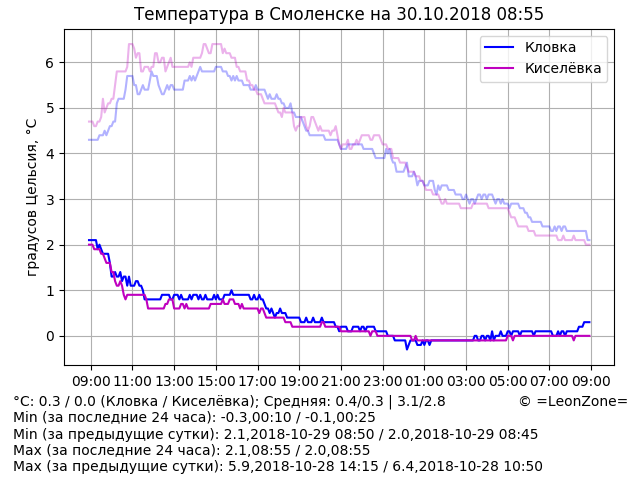 Температура в Смоленске на 30.10.2018 08:55
Кловка
Киселёвка
градусов Цельсия, °C
6
5
4
3
2
1
0
09:00 11:00 13:00 15:00 17:00 19:00 21:00 23:00 01:00 03:00 05:00 07:00 09:00
°C: 0.3 / 0.0 (Кловка / Киселёвка); Средняя: 0.4/0.3 | 3.1/2.8 © =LeonZone=
Min (за последние 24 часа): -0.3,00:10 / -0.1,00:25
Min (за предыдущие сутки): 2.1,2018-10-29 08:50 / 2.0,2018-10-29 08:45
Max (за последние 24 часа): 2.1,08:55 / 2.0,08:55
Max (за предыдущие сутки): 5.9,2018-10-28 14:15 / 6.4,2018-10-28 10:50